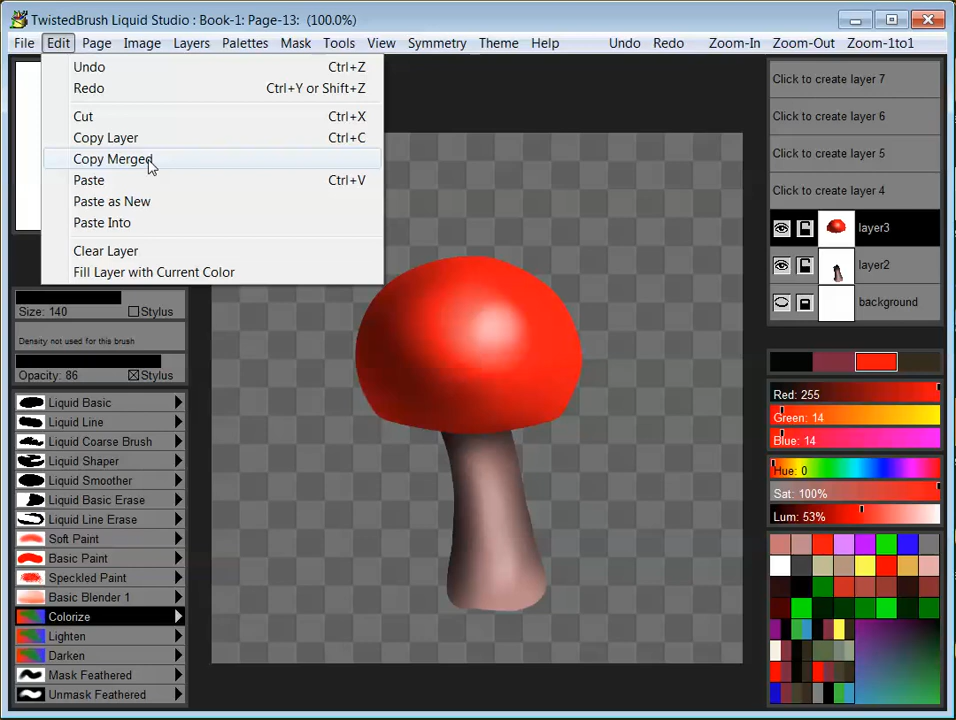 TwistedBrush Liquid Studio : Book-1: Page-13: (100.0%)
File Edit Page Image Layers Palettes Mask Tools View Symmetry Theme Help Undo Redo Zoom-In Zoom-Out Zoom-1to1
Undo Ctrl+Z
Redo Ctrl+Y or Shift+Z
Cut Ctrl+X
Copy Layer Ctrl+C
Copy Merged
Paste Ctrl+V
Paste as New
Paste Into
Clear Layer
Fill Layer with Current Color
Size: 140 Stylus
Density not used for this brush
Opacity: 86 Stylus
Liquid Basic
Liquid Line
Liquid Coarse Brush
Liquid Shaper
Liquid Smoother
Liquid Basic Erase
Liquid Line Erase
Soft Paint
Basic Paint
Speckled Paint
Basic Blender 1
Colorize
Lighten
Darken
Mask Feathered
Unmask Feathered
Click to create layer 7
Click to create layer 6
Click to create layer 5
Click to create layer 4
layer3
layer2
background
Red: 255
Green: 14
Blue: 14
Hue: 0
Sat: 100%
Lum: 53%